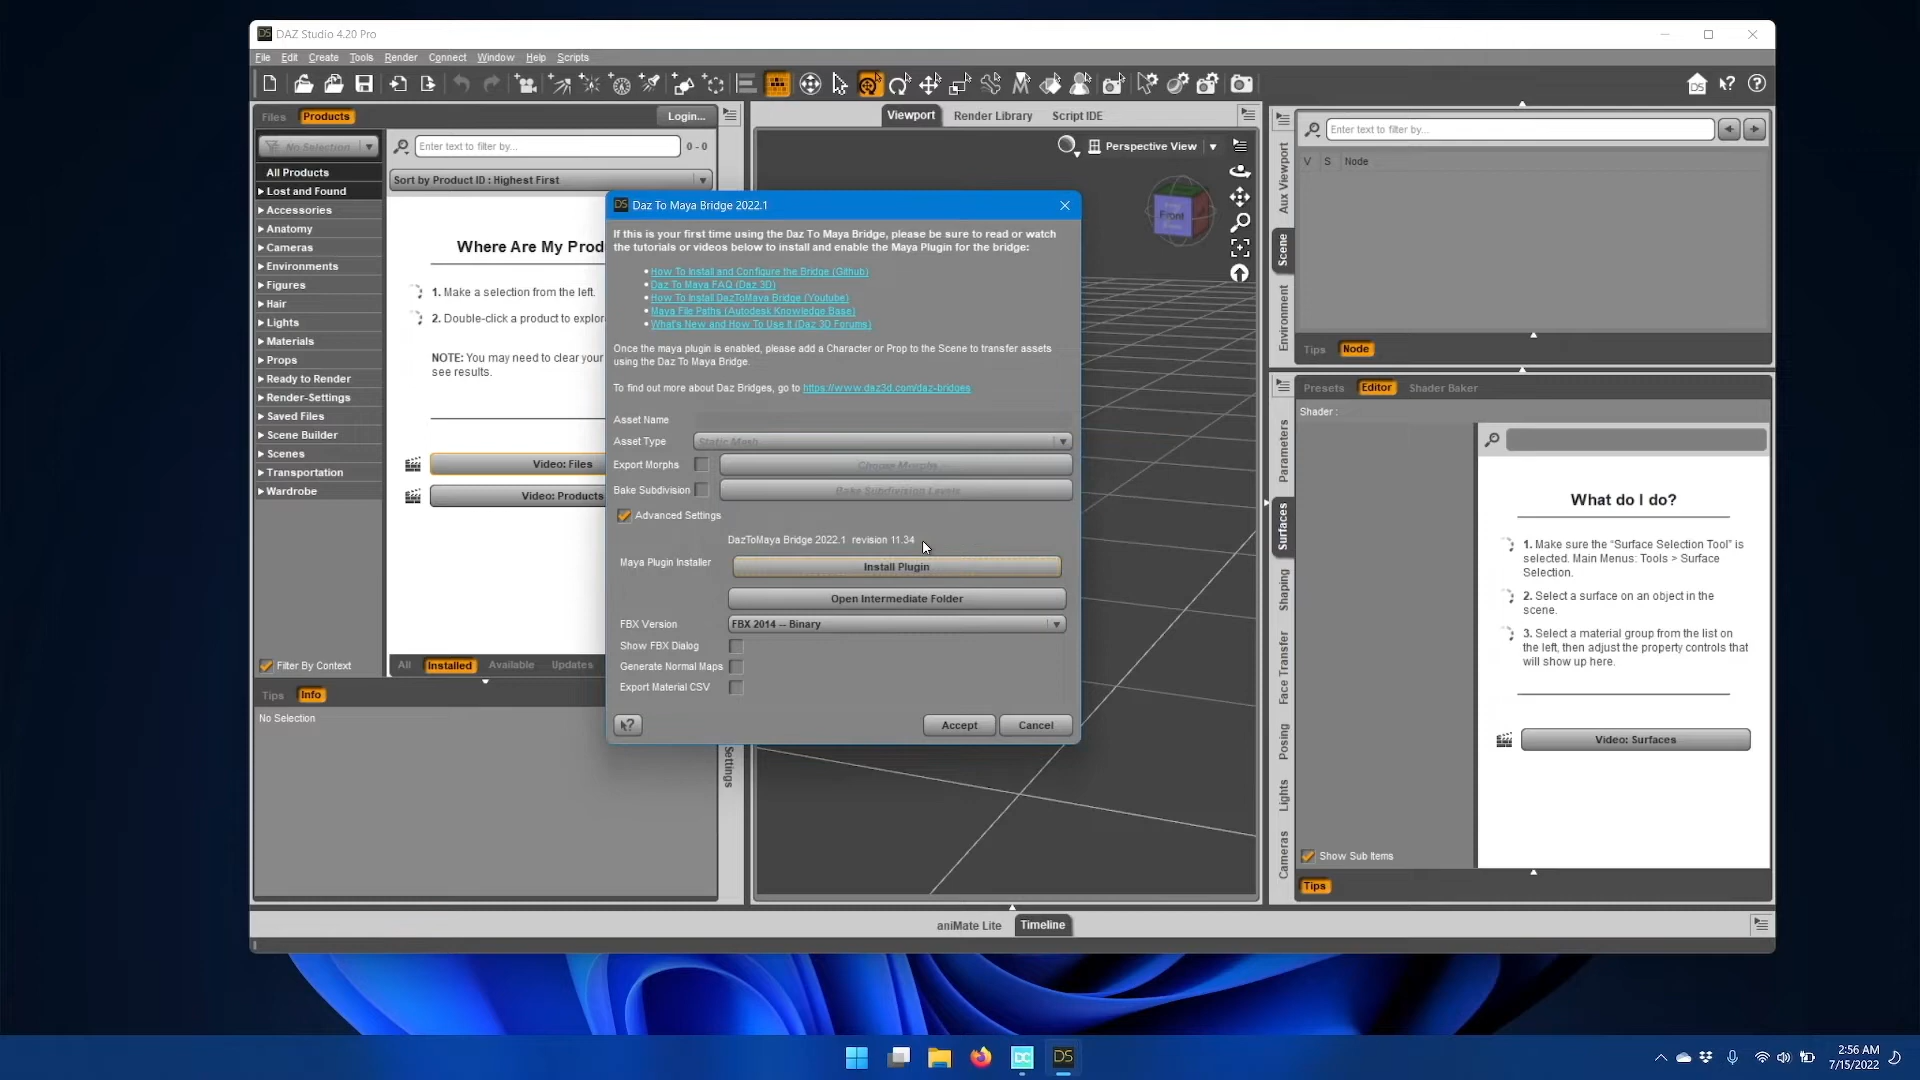 DAZ Studio 4.20 Pro
File Edit Create Tools Render Connect Window Help Scripts
Files Products Login...
No Selection
Enter text to filter by...
0 - 0
All Products
Sort by Product ID : Highest First
Lost and Found
Accessories
Anatomy
Cameras
Environments
Figures
Hair
Lights
Materials
Props
Ready to Render
Render-Settings
Saved Files
Scene Builder
Scenes
Transportation
Wardrobe
Filter By Context
Where Are My Prod
1. Make a selection from the left.
2. Double-click a product to explor
NOTE: You may need to clear your
see results.
Video: Files
Video: Products
All Installed Available Updates
Tips Info
No Selection
Settings
Viewport Render Library Script IDE
Perspective View
Front
Daz To Maya Bridge 2022.1
If this is your first time using the Daz To Maya Bridge, please be sure to read or watch
the tutorials or videos below to install and enable the Maya Plugin for the bridge:
• How To Install and Configure the Bridge (Github)
• Daz To Maya FAQ (Daz 3D)
• How To Install DazToMaya Bridge (Youtube)
• Maya File Paths (Autodesk Knowledge Base)
• What's New and How To Use It (Daz 3D Forums)
Once the maya plugin is enabled, please add a Character or Prop to the Scene to transfer assets
using the Daz To Maya Bridge.
To find out more about Daz Bridges, go to https://www.daz3d.com/daz-bridges
Asset Name
Asset Type Static Mesh
Export Morphs Choose Morphs
Bake Subdivision Bake Subdivision Levels
Advanced Settings
DazToMaya Bridge 2022.1 revision 11.34
Maya Plugin Installer Install Plugin
Open Intermediate Folder
FBX Version FBX 2014 -- Binary
Show FBX Dialog
Generate Normal Maps
Export Material CSV
Accept Cancel
Aux Viewport
Scene
Environment
Enter text to filter by...
V S Node
Tips Node
Presets Editor Shader Baker
Shader :
Parameters
Surfaces
Shaping
Face Transfer
Posing
Lights
Cameras
What do I do?
1. Make sure the “Surface Selection Tool” is
selected. Main Menus: Tools > Surface
Selection.
2. Select a surface on an object in the
scene.
3. Select a material group from the list on
the left, then adjust the property controls that
will show up here.
Video: Surfaces
Show Sub Items
Tips
aniMate Lite Timeline
DC
DS
2:56 AM
7/15/2022